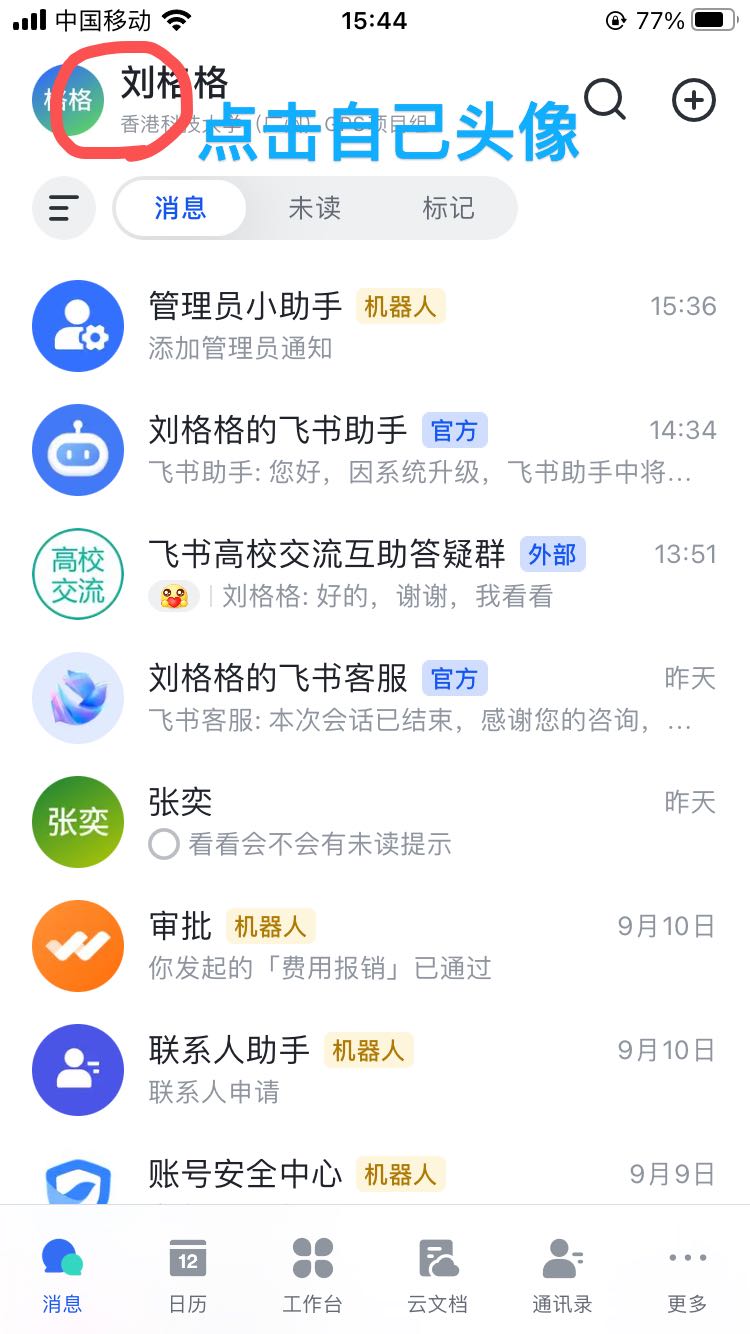 中国移动
15:44
77%
格格
刘格格
香港科技大学（广州）GPS项目组
点击自己头像
消息
未读
标记
管理员小助手 机器人 15:36
添加管理员通知
刘格格的飞书助手 官方 14:34
飞书助手: 您好，因系统升级，飞书助手中将...
高校
交流
飞书高校交流互助答疑群 外部 13:51
刘格格: 好的，谢谢，我看看
刘格格的飞书客服 官方 昨天
飞书客服: 本次会话已结束，感谢您的咨询，...
张奕
张奕 昨天
看看会不会有未读提示
审批 机器人 9月10日
你发起的「费用报销」已通过
联系人助手 机器人 9月10日
联系人申请
账号安全中心 机器人 9月9日
12
消息
日历
工作台
云文档
通讯录
更多